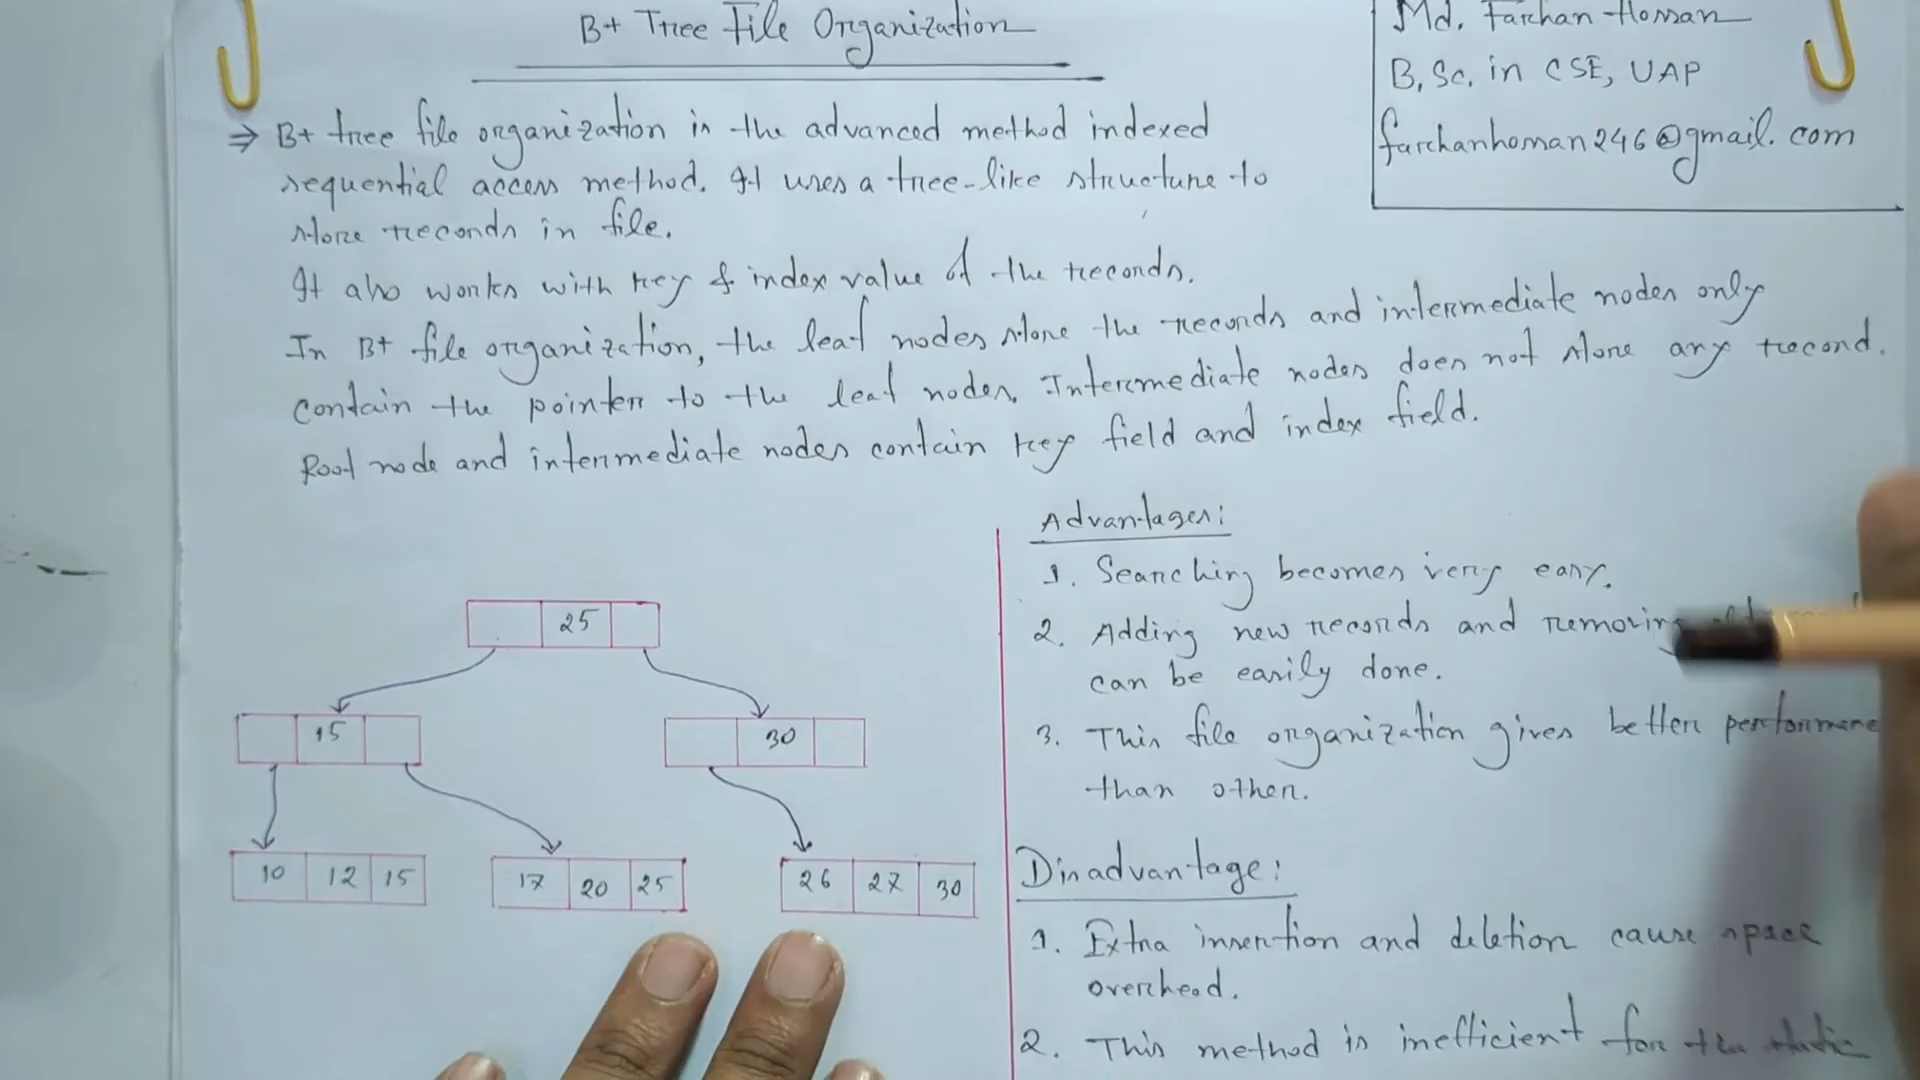 B+ Tree File Organization
Md. Farhan Hossan
B.Sc. in CSE, UAP
farhanhossan246@gmail.com
⇒ B+ tree file organization is the advanced method indexed
sequential access method. It uses a tree-like structure to
store records in file.
It also works with key & index value of the records.
In B+ file organization, the leaf nodes store the records and intermediate nodes only
contain the pointers to the leaf nodes. Intermediate nodes does not store any record.
Root node and intermediate nodes contain key field and index field.
25
15
30
10 12 15
17 20 25
26 27 30
Advantages:
1. Searching becomes very easy.
2. Adding new records and removing
can be easily done.
3. This file organization gives better
than other.
Disadvantage:
1. Extra insertion and deletion cause space
overhead.
2. This method is inefficient for the static